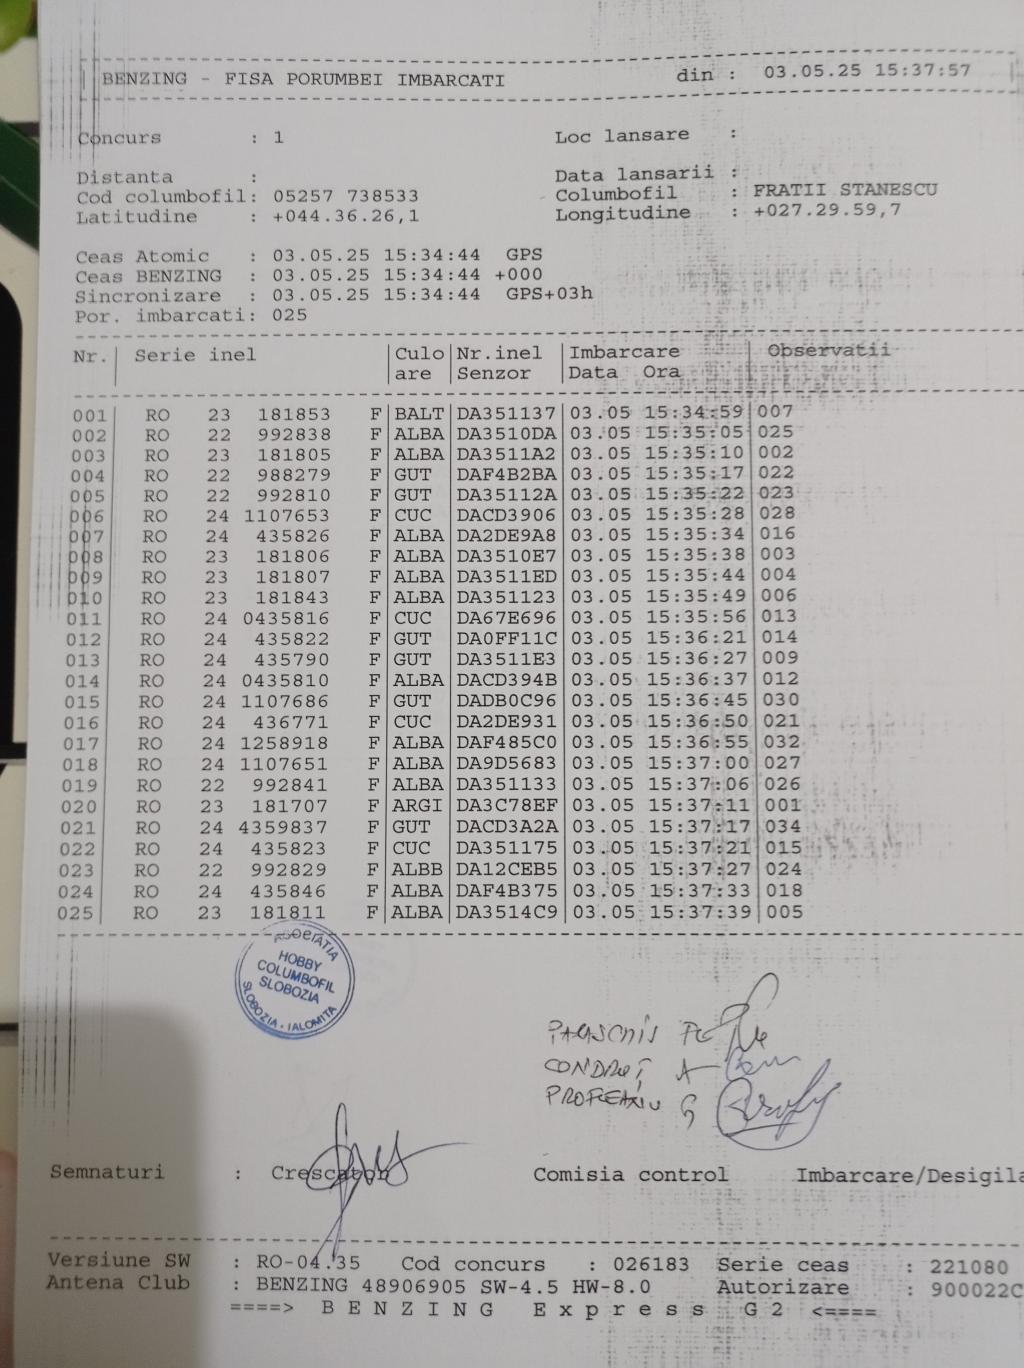 BENZING - FISA PORUMBEI IMBARCATI din : 03.05.25 15:37:57
Concurs : 1 Loc lansare :
Distanta : Data lansarii :
Cod columbofil: 05257 738533 Columbofil : FRATII STANESCU
Latitudine : +044.36.26,1 Longitudine : +027.29.59,7
Ceas Atomic : 03.05.25 15:34:44 GPS
Ceas BENZING : 03.05.25 15:34:44 +000
Sincronizare : 03.05.25 15:34:44 GPS+03h
Por. imbarcati: 025
Nr. Serie inel Culo Nr.inel Imbarcare Observatii
are Senzor Data Ora
001 RO 23 181853 F BALT DA351137 03.05 15:34:59 007
002 RO 22 992838 F ALBA DA3510DA 03.05 15:35:05 025
003 RO 23 181805 F ALBA DA3511A2 03.05 15:35:10 002
004 RO 22 988279 F GUT DAF4B2BA 03.05 15:35:17 022
005 RO 22 992810 F GUT DA35112A 03.05 15:35:22 023
006 RO 24 1107653 F CUC DACD3906 03.05 15:35:28 028
007 RO 24 435826 F ALBA DA2DE9A8 03.05 15:35:34 016
008 RO 23 181806 F ALBA DA3510E7 03.05 15:35:38 003
009 RO 23 181807 F ALBA DA3511ED 03.05 15:35:44 004
010 RO 23 181843 F ALBA DA351123 03.05 15:35:49 006
011 RO 24 0435816 F CUC DA67E696 03.05 15:35:56 013
012 RO 24 435822 F GUT DA0FF11C 03.05 15:36:21 014
013 RO 24 435790 F GUT DA3511E3 03.05 15:36:27 009
014 RO 24 0435810 F ALBA DACD394B 03.05 15:36:37 012
015 RO 24 1107686 F GUT DADB0C96 03.05 15:36:45 030
016 RO 24 436771 F CUC DA2DE931 03.05 15:36:50 021
017 RO 24 1258918 F ALBA DAF485C0 03.05 15:36:55 032
018 RO 24 1107651 F ALBA DA9D5683 03.05 15:37:00 027
019 RO 22 992841 F ALBA DA351133 03.05 15:37:06 026
020 RO 23 181707 F ARGI DA3C78EF 03.05 15:37:11 001
021 RO 24 4359837 F GUT DACD3A2A 03.05 15:37:17 034
022 RO 24 435823 F CUC DA351175 03.05 15:37:21 015
023 RO 22 992829 F ALBB DA12CEB5 03.05 15:37:27 024
024 RO 24 435846 F ALBA DAF4B375 03.05 15:37:33 018
025 RO 23 181811 F ALBA DA3514C9 03.05 15:37:39 005
ASOCIATIA
HOBBY
COLUMBOFIL
SLOBOZIA
SLOBOZIA - IALOMITA
CONDRUȚ A
Semnaturi : Crescator Comisia control Imbarcare/Desigila
Versiune SW : RO-04.35 Cod concurs : 026183 Serie ceas : 221080
Antena Club : BENZING 48906905 SW-4.5 HW-8.0 Autorizare : 900022C
====> B E N Z I N G E x p r e s s G 2 <====